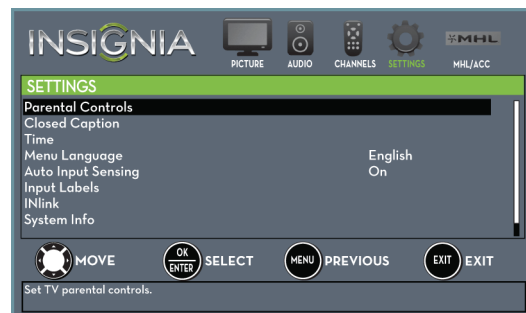 INSIGNIA
PICTURE AUDIO CHANNELS SETTINGS MHL MHL/ACC
SETTINGS
Parental Controls
Closed Caption
Time
Menu Language English
Auto Input Sensing On
Input Labels
INlink
System Info
MOVE OK ENTER SELECT MENU PREVIOUS EXIT EXIT
Set TV parental controls.